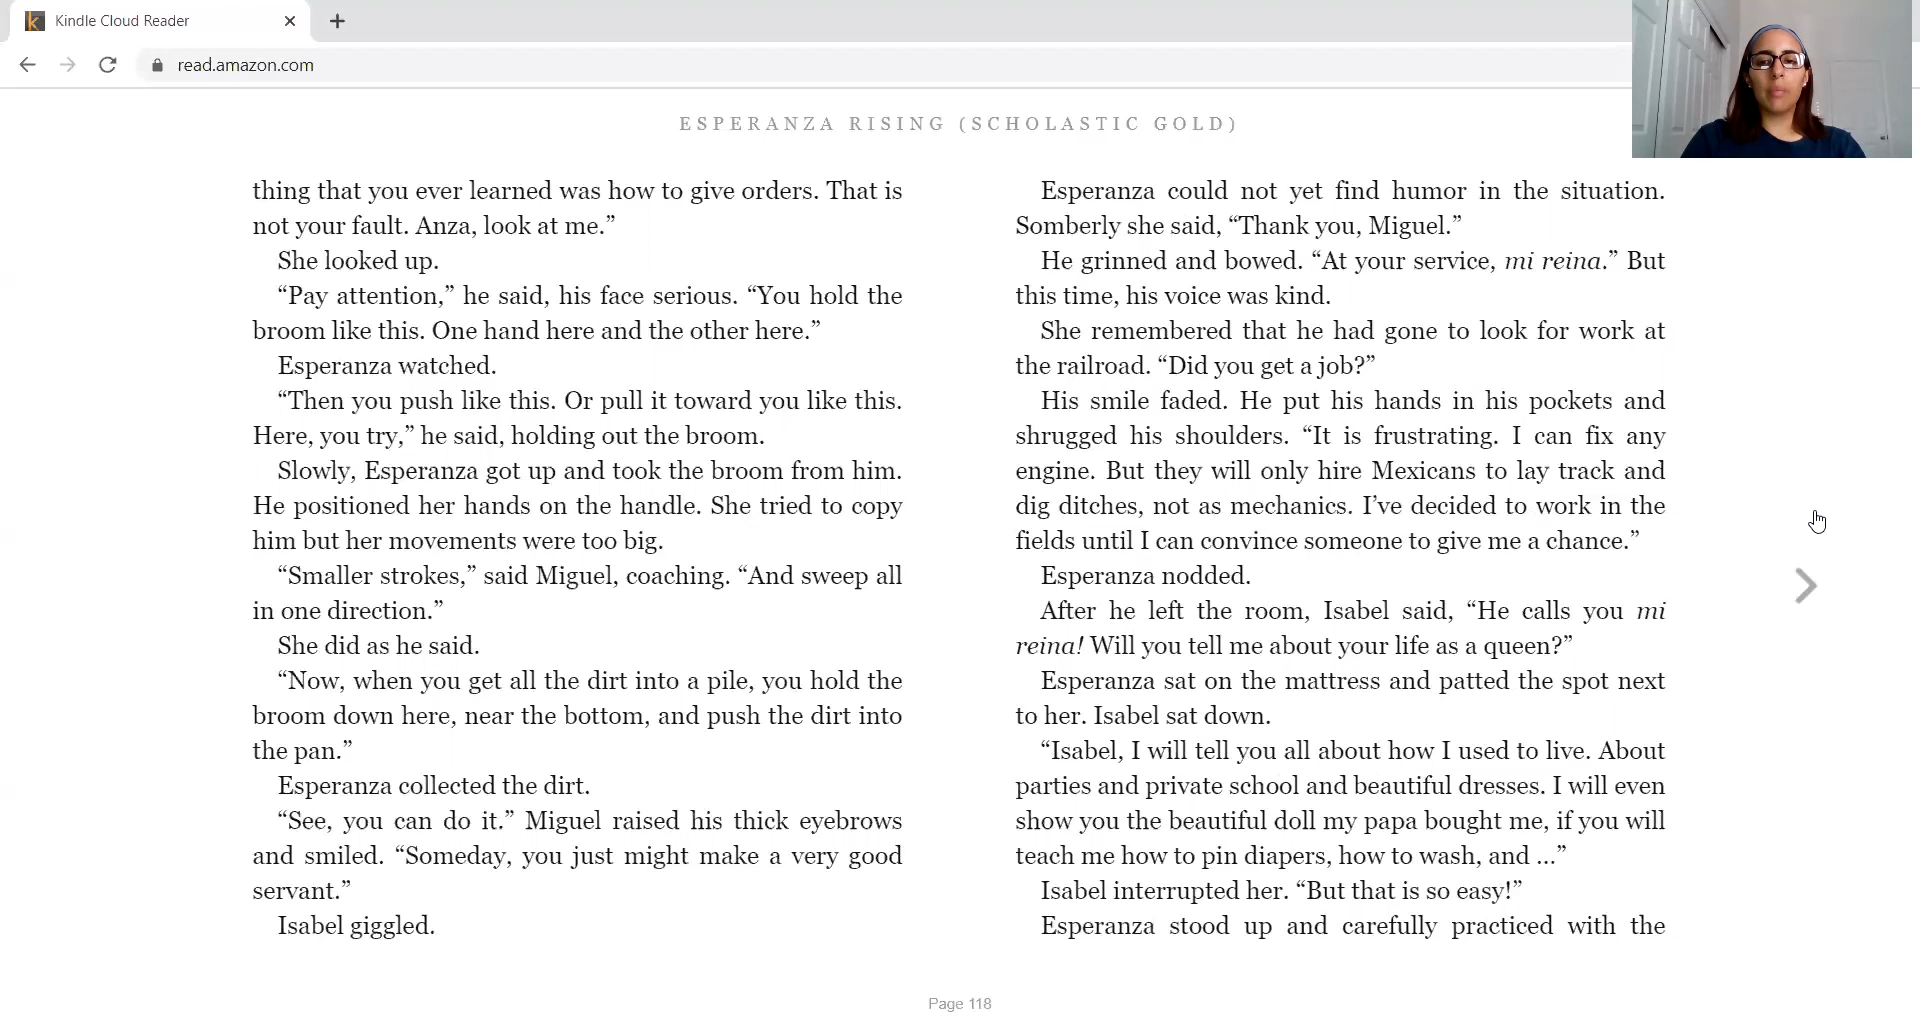 Kindle Cloud Reader
read.amazon.com
ESPERANZA RISING (SCHOLASTIC GOLD)
thing that you ever learned was how to give orders. That is
not your fault. Anza, look at me.”
She looked up.
“Pay attention,” he said, his face serious. “You hold the
broom like this. One hand here and the other here.”
Esperanza watched.
“Then you push like this. Or pull it toward you like this.
Here, you try,” he said, holding out the broom.
Slowly, Esperanza got up and took the broom from him.
He positioned her hands on the handle. She tried to copy
him but her movements were too big.
“Smaller strokes,” said Miguel, coaching. “And sweep all
in one direction.”
She did as he said.
“Now, when you get all the dirt into a pile, you hold the
broom down here, near the bottom, and push the dirt into
the pan.”
Esperanza collected the dirt.
“See, you can do it.” Miguel raised his thick eyebrows
and smiled. “Someday, you just might make a very good
servant.”
Isabel giggled.
Esperanza could not yet find humor in the situation.
Somberly she said, “Thank you, Miguel.”
He grinned and bowed. “At your service, mi reina.” But
this time, his voice was kind.
She remembered that he had gone to look for work at
the railroad. “Did you get a job?”
His smile faded. He put his hands in his pockets and
shrugged his shoulders. “It is frustrating. I can fix any
engine. But they will only hire Mexicans to lay track and
dig ditches, not as mechanics. I’ve decided to work in the
fields until I can convince someone to give me a chance.”
Esperanza nodded.
After he left the room, Isabel said, “He calls you mi
reina! Will you tell me about your life as a queen?”
Esperanza sat on the mattress and patted the spot next
to her. Isabel sat down.
“Isabel, I will tell you all about how I used to live. About
parties and private school and beautiful dresses. I will even
show you the beautiful doll my papa bought me, if you will
teach me how to pin diapers, how to wash, and ...”
Isabel interrupted her. “But that is so easy!”
Esperanza stood up and carefully practiced with the
Page 118